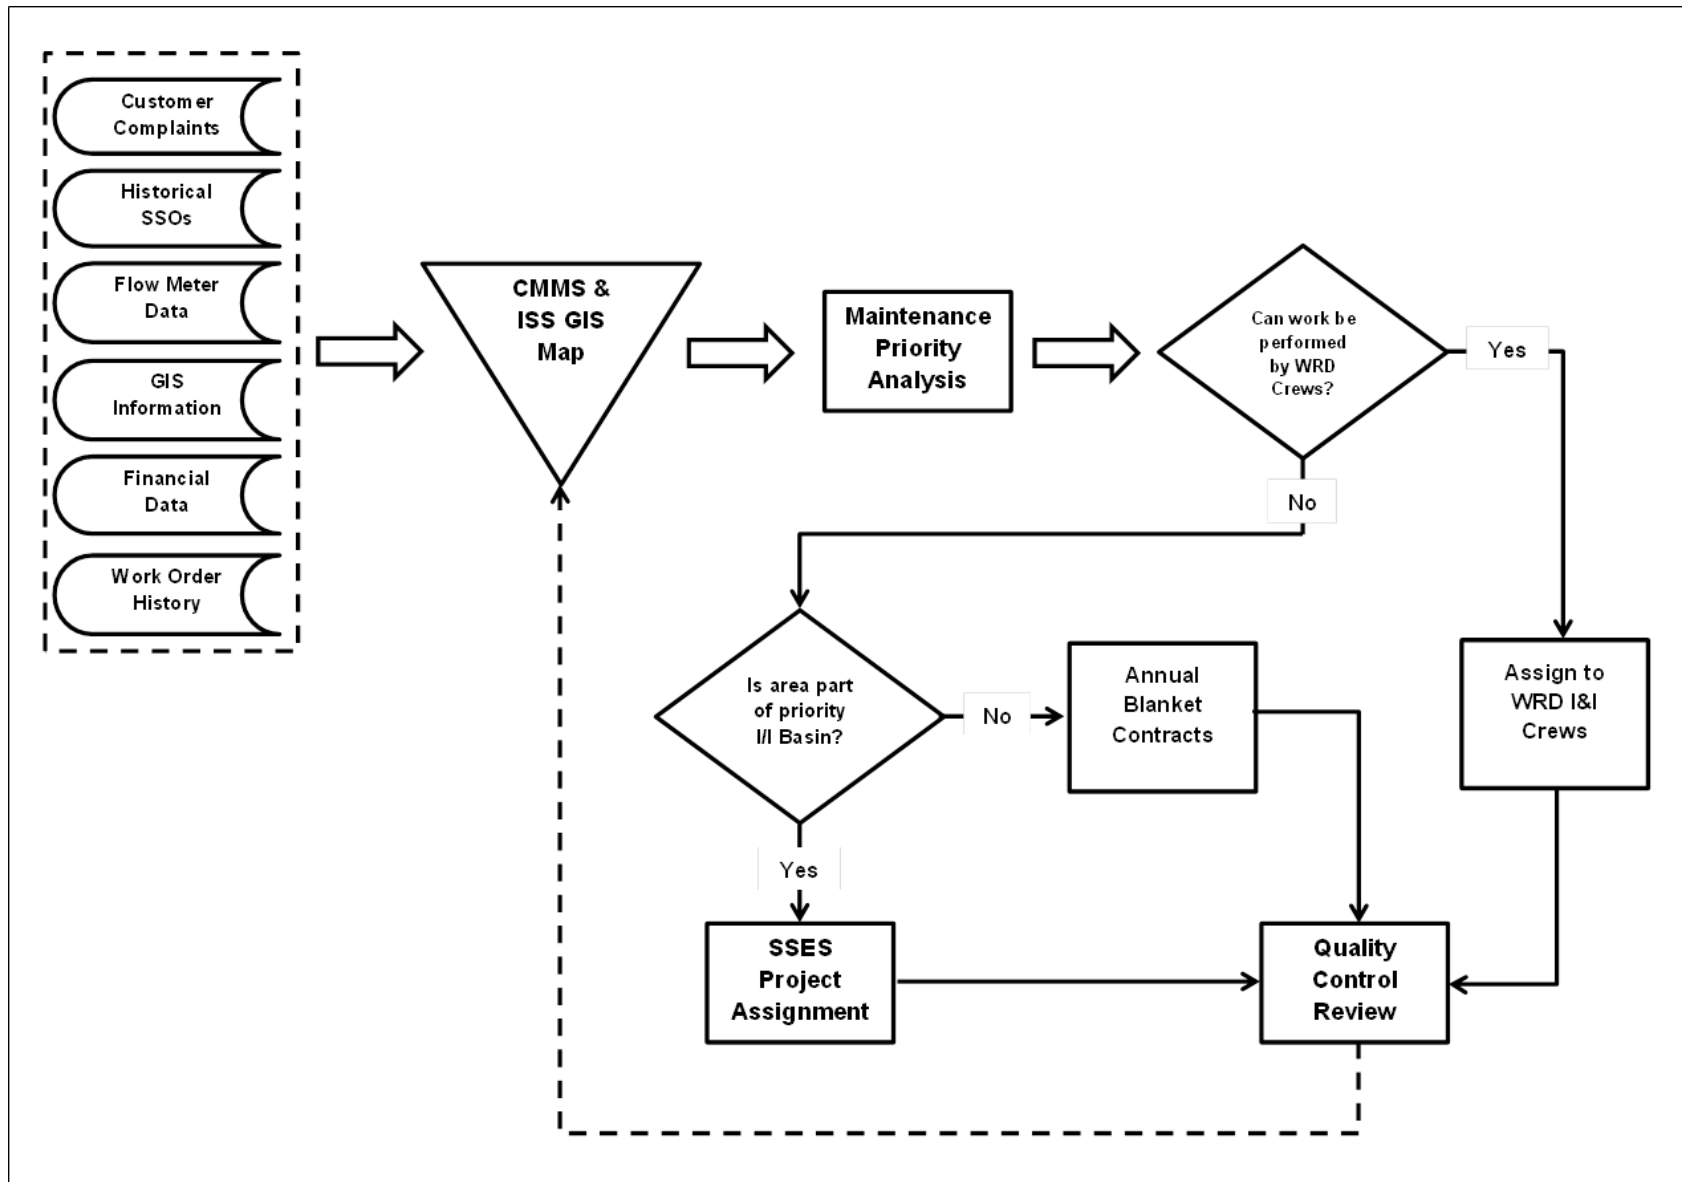 Customer
Complaints
Historical
SSOs
Flow Meter
Data
GIS
Information
Financial
Data
Work Order
History
CMMS &
ISS GIS
Map
Maintenance
Priority
Analysis
Can work be
performed
by WRD
Crews?
Yes
No
Is area part
of priority
I/I Basin?
No
Annual
Blanket
Contracts
Assign to
WRD I&I
Crews
Yes
SSES
Project
Assignment
Quality
Control
Review